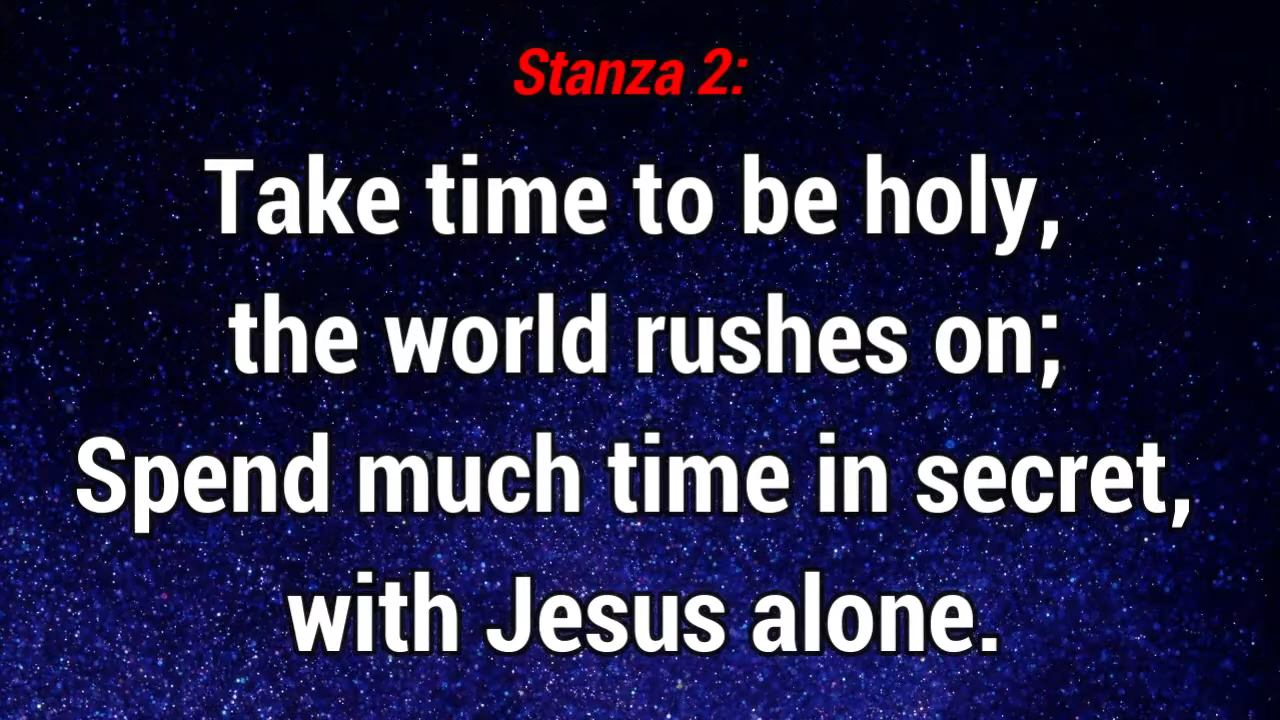 Stanza 2:
Take time to be holy,
the world rushes on;
Spend much time in secret,
with Jesus alone.